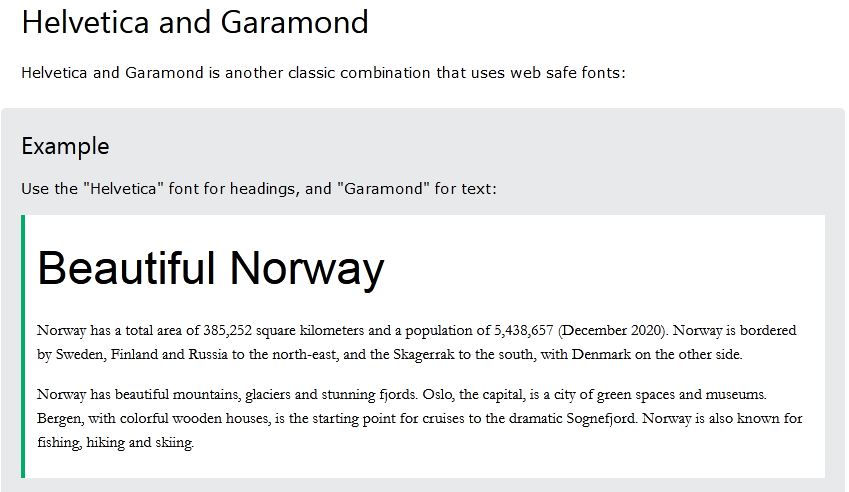 Helvetica and Garamond
Helvetica and Garamond is another classic combination that uses web safe fonts:
Example
Use the "Helvetica" font for headings, and "Garamond" for text:
Beautiful Norway
Norway has a total area of 385,252 square kilometers and a population of 5,438,657 (December 2020). Norway is bordered
by Sweden, Finland and Russia to the north-east, and the Skagerrak to the south, with Denmark on the other side.
Norway has beautiful mountains, glaciers and stunning fjords. Oslo, the capital, is a city of green spaces and museums.
Bergen, with colorful wooden houses, is the starting point for cruises to the dramatic Sognefjord. Norway is also known for
fishing, hiking and skiing.